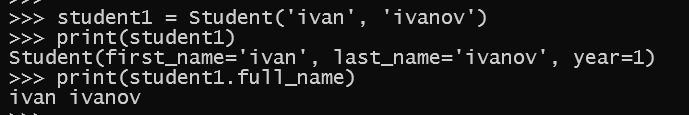 >>> student1 = Student('ivan', 'ivanov')
>>> print(student1)
Student(first_name='ivan', last_name='ivanov', year=1)
>>> print(student1.full_name)
ivan ivanov